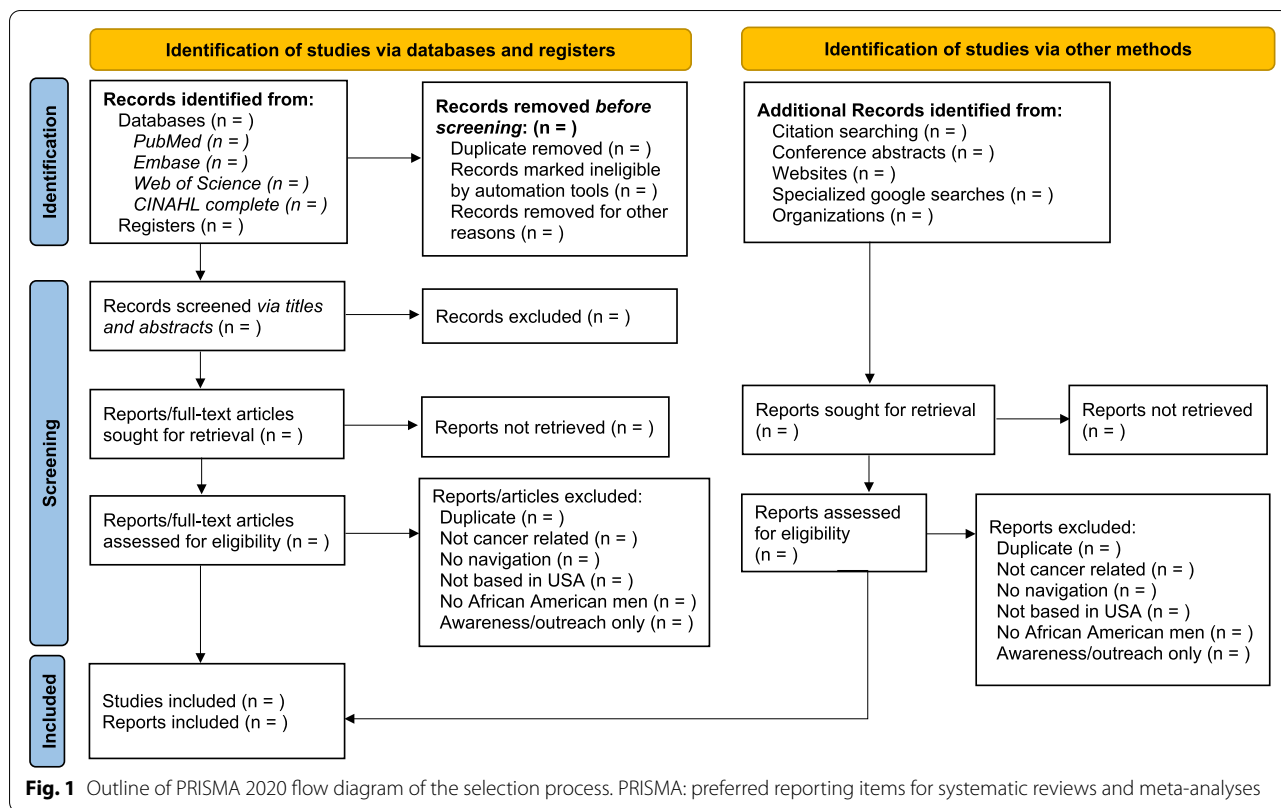 Identification of studies via databases and registers
Identification of studies via other methods
Identification
Records identified from:
Databases (n = )
PubMed (n = )
Embase (n = )
Web of Science (n = )
CINAHL complete (n = )
Registers (n = )
Records removed before
screening: (n = )
Duplicate removed (n = )
Records marked ineligible
by automation tools (n = )
Records removed for other
reasons (n = )
Additional Records identified from:
Citation searching (n = )
Conference abstracts (n = )
Websites (n = )
Specialized google searches (n = )
Organizations (n = )
Screening
Records screened via titles
and abstracts (n = )
Records excluded (n = )
Reports/full-text articles
sought for retrieval (n = )
Reports not retrieved (n = )
Reports sought for retrieval
(n = )
Reports not retrieved
(n = )
Reports/full-text articles
assessed for eligibility (n = )
Reports/articles excluded:
Duplicate (n = )
Not cancer related (n = )
No navigation (n = )
Not based in USA (n = )
No African American men (n = )
Awareness/outreach only (n = )
Reports assessed
for eligibility
(n = )
Reports excluded:
Duplicate (n = )
Not cancer related (n = )
No navigation (n = )
Not based in USA (n = )
No African American men (n = )
Awareness/outreach only (n = )
Included
Studies included (n = )
Reports included (n = )
Fig. 1 Outline of PRISMA 2020 flow diagram of the selection process. PRISMA: preferred reporting items for systematic reviews and meta-analyses